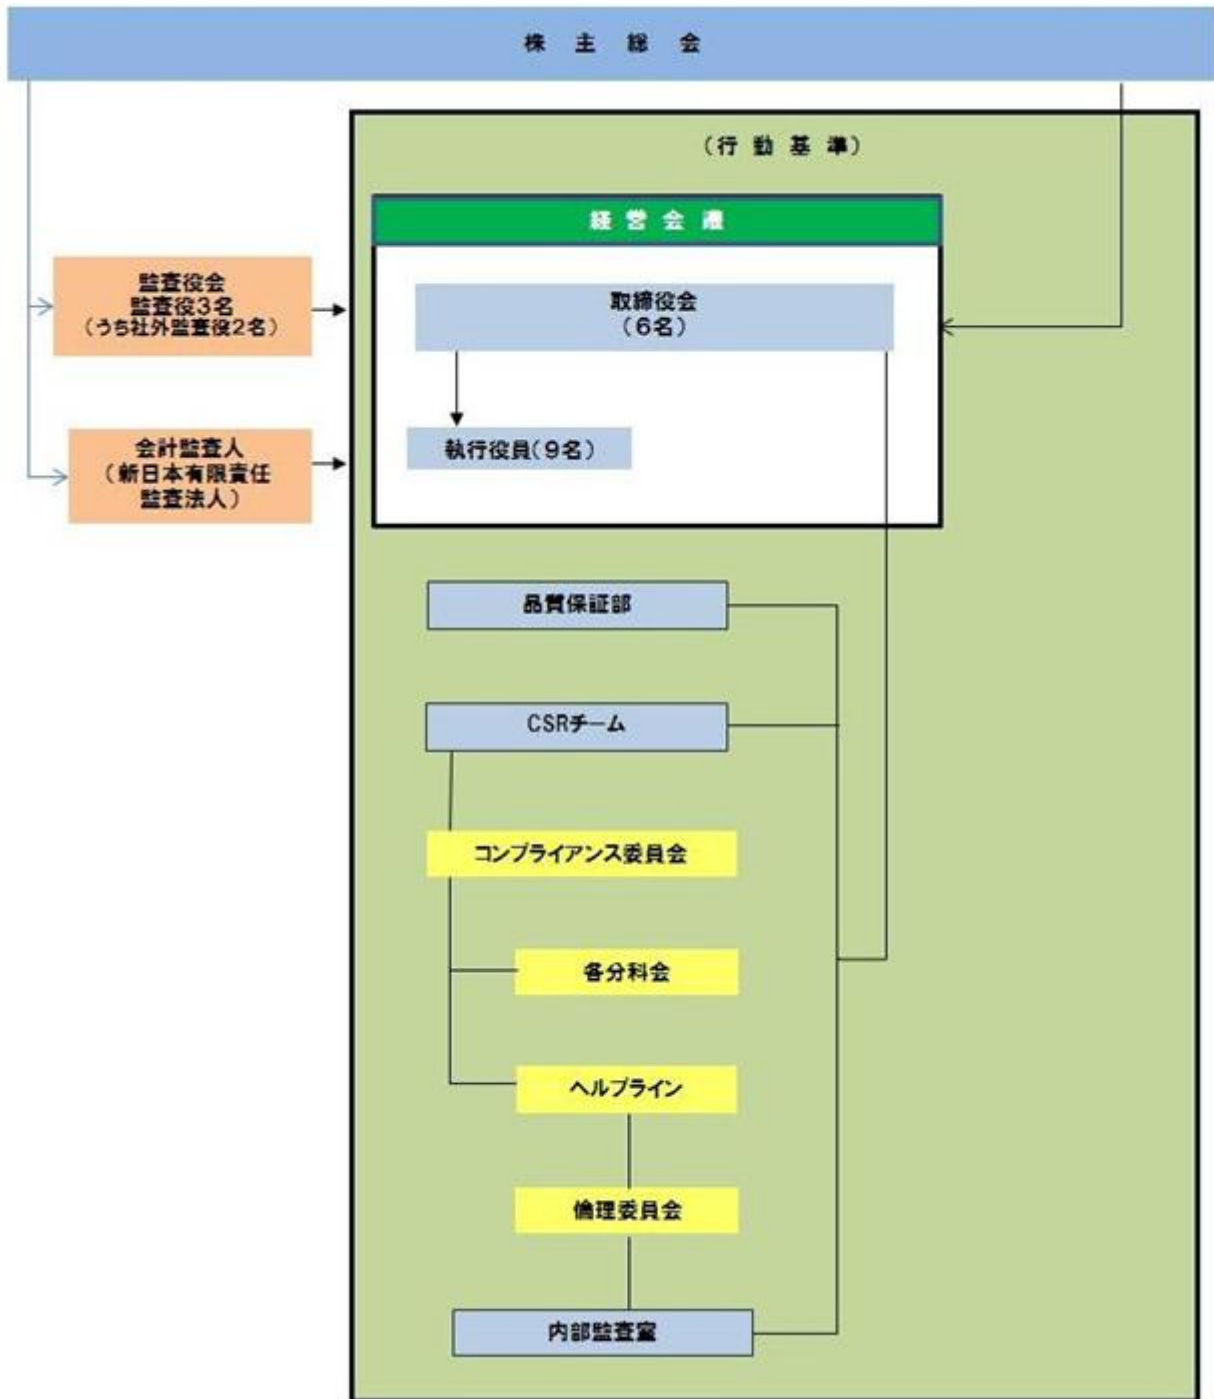 株 主 総 会
（行 動 基 準）
経 営 会 議
監査役会
監査役3名
（うち社外監査役2名）
取締役会
（6名）
会計監査人
（新日本有限責任
監査法人）
執行役員（9名）
品質保証部
CSRチーム
コンプライアンス委員会
各分科会
ヘルプライン
倫理委員会
内部監査室